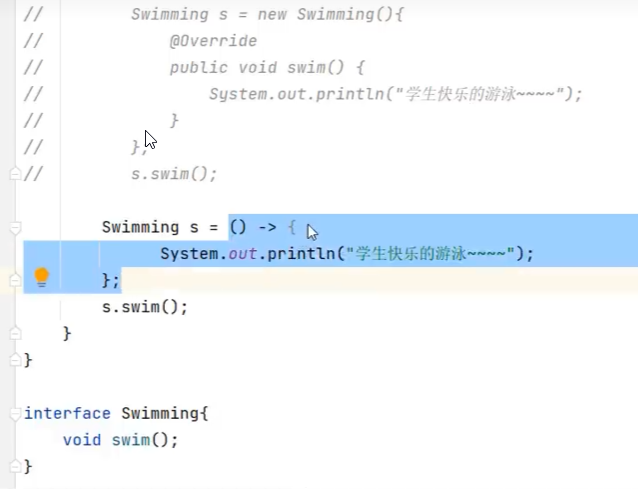 //         Swimming s = new Swimming(){
//             @Override
//             public void swim() {
//                 System.out.println("学生快乐的游泳~~~~");
//             }
//         };
//         s.swim();
        Swimming s = () -> {
              System.out.println("学生快乐的游泳~~~~");
        };
        s.swim();
    }
}
interface Swimming{
    void swim();
}